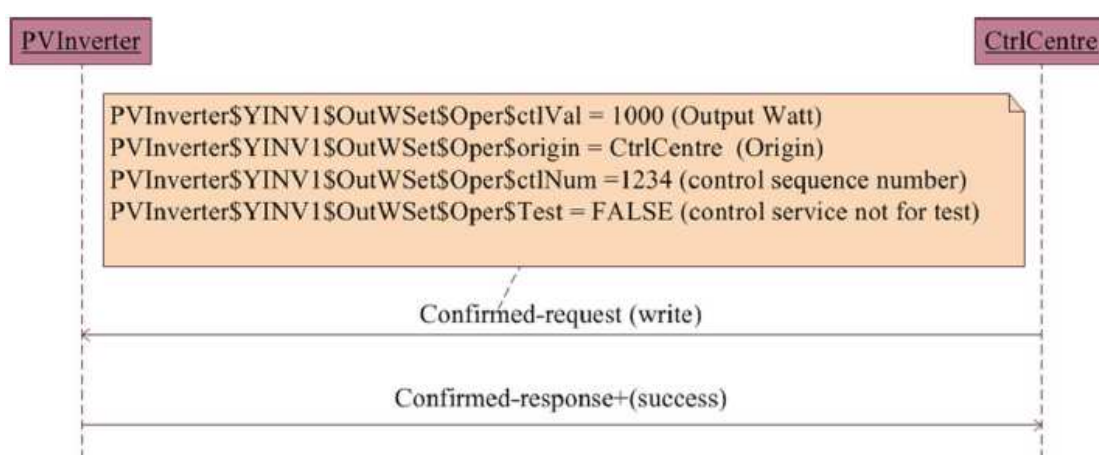 PVInverter
CtrlCentre
PVInverter$YINV1$OutWSet$Oper$ctlVal = 1000 (Output Watt)
PVInverter$YINV1$OutWSet$Oper$origin = CtrlCentre (Origin)
PVInverter$YINV1$OutWSet$Oper$ctlNum =1234 (control sequence number)
PVInverter$YINV1$OutWSet$Oper$Test = FALSE (control service not for test)
Confirmed-request (write)
Confirmed-response+(success)